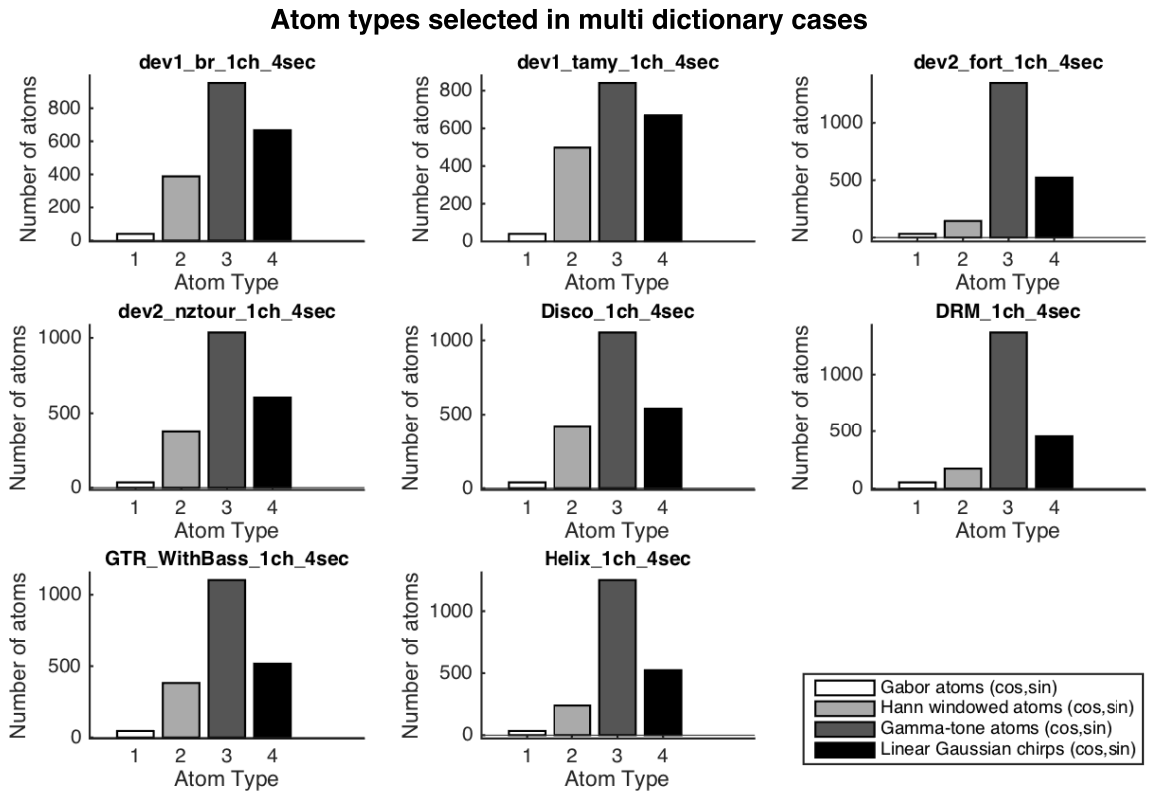 Atom types selected in multi dictionary cases
dev1_br_1ch_4sec
Number of atoms
800
600
400
200
0
1 2 3 4
Atom Type
dev1_tamy_1ch_4sec
Number of atoms
800
600
400
200
0
1 2 3 4
Atom Type
dev2_fort_1ch_4sec
Number of atoms
1000
500
0
1 2 3 4
Atom Type
dev2_nztour_1ch_4sec
Number of atoms
1000
500
0
1 2 3 4
Atom Type
Disco_1ch_4sec
Number of atoms
1000
500
0
1 2 3 4
Atom Type
DRM_1ch_4sec
Number of atoms
1000
500
0
1 2 3 4
Atom Type
GTR_WithBass_1ch_4sec
Number of atoms
1000
500
0
1 2 3 4
Atom Type
Helix_1ch_4sec
Number of atoms
1000
500
0
1 2 3 4
Atom Type
Gabor atoms (cos,sin)
Hann windowed atoms (cos,sin)
Gamma-tone atoms (cos,sin)
Linear Gaussian chirps (cos,sin)